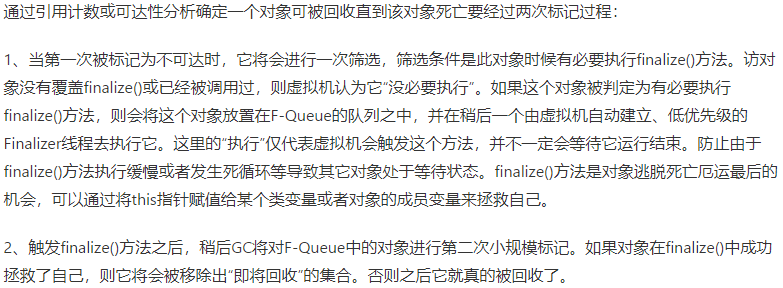 通过引用计数或可达性分析确定一个对象可被回收直到该对象死亡要经过两次标记过程：
1、当第一次被标记为不可达时，它将会进行一次筛选，筛选条件是此对象时候有必要执行finalize()方法。访对
象没有覆盖finalize()或已经被调用过，则虚拟机认为它“没必要执行”。如果这个对象被判定为有必要执行
finalize()方法，则会将这个对象放置在F-Queue的队列之中，并在稍后一个由虚拟机自动建立、低优先级的
Finalizer线程去执行它。这里的“执行”仅代表虚拟机会触发这个方法，并不一定会等待它运行结束。防止由于
finalize()方法执行缓慢或者发生死循环等导致其它对象处于等待状态。finalize()方法是对象逃脱死亡厄运最后的
机会，可以通过将this指针赋值给某个类变量或者对象的成员变量来拯救自己。
2、触发finalize()方法之后，稍后GC将对F-Queue中的对象进行第二次小规模标记。如果对象在finalize()中成功
拯救了自己，则它将会被移除出“即将回收”的集合。否则之后它就真的被回收了。